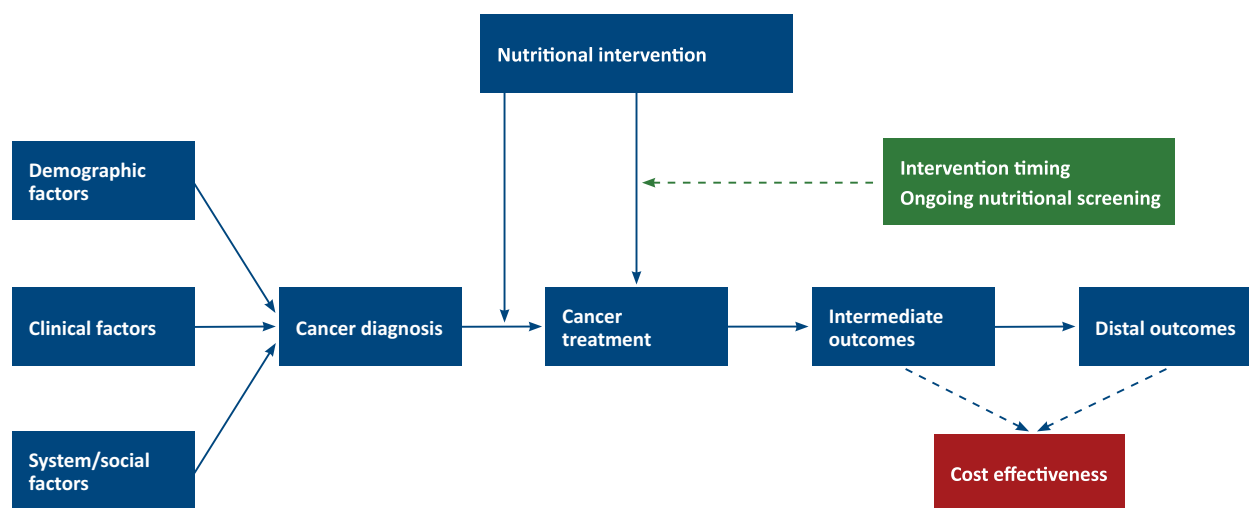 Nutritional intervention
Demographic
factors
Intervention timing
Ongoing nutritional screening
Clinical factors
Cancer diagnosis
Cancer
treatment
Intermediate
outcomes
Distal outcomes
System/social
factors
Cost effectiveness